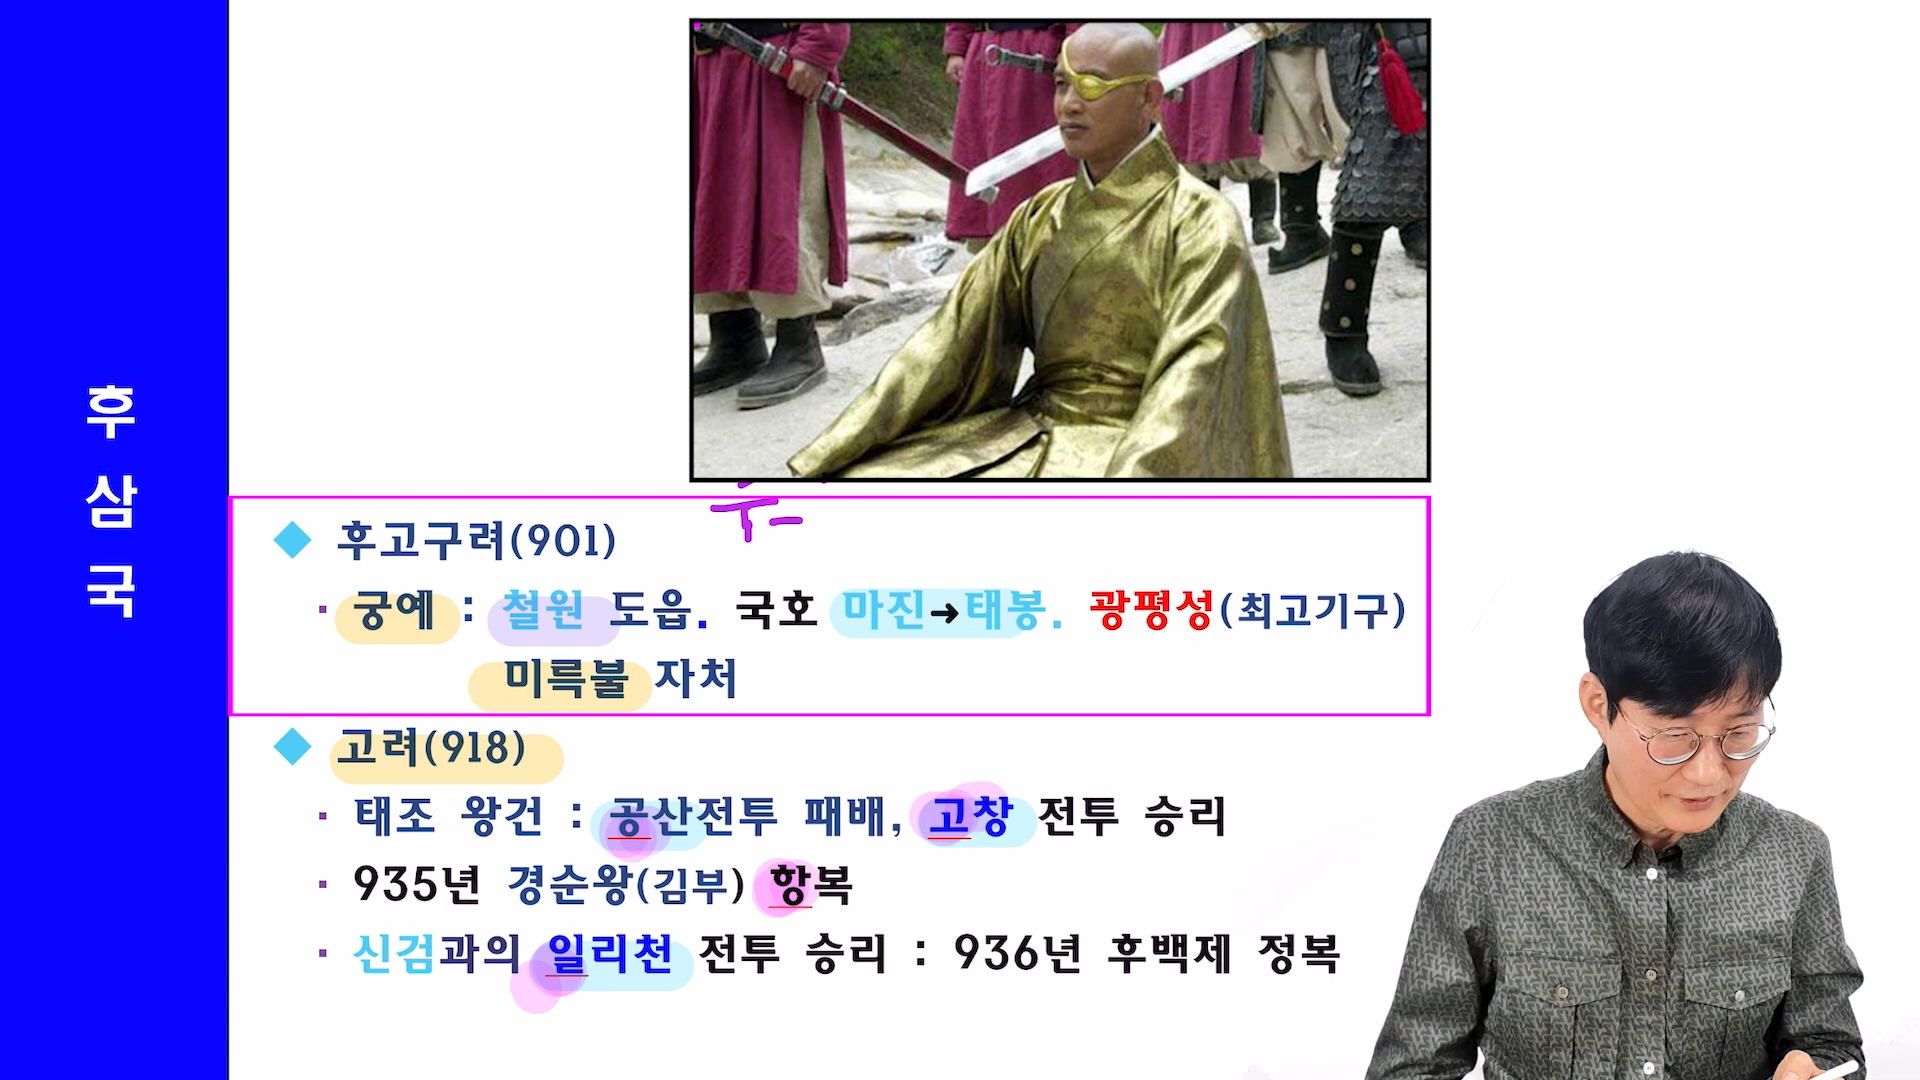 후삼국
후고구려(901)
궁예 : 철원 도읍. 국호 마진→태봉. 광평성(최고기구)
미륵불 자처
고려(918)
태조 왕건 : 공산전투 패배, 고창 전투 승리
935년 경순왕(김부) 항복
신검과의 일리천 전투 승리 : 936년 후백제 정복